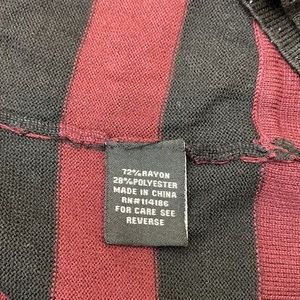 72%RAYON
28%POLYESTER
MADE IN CHINA
RN#114186
FOR CARE SEE
REVERSE